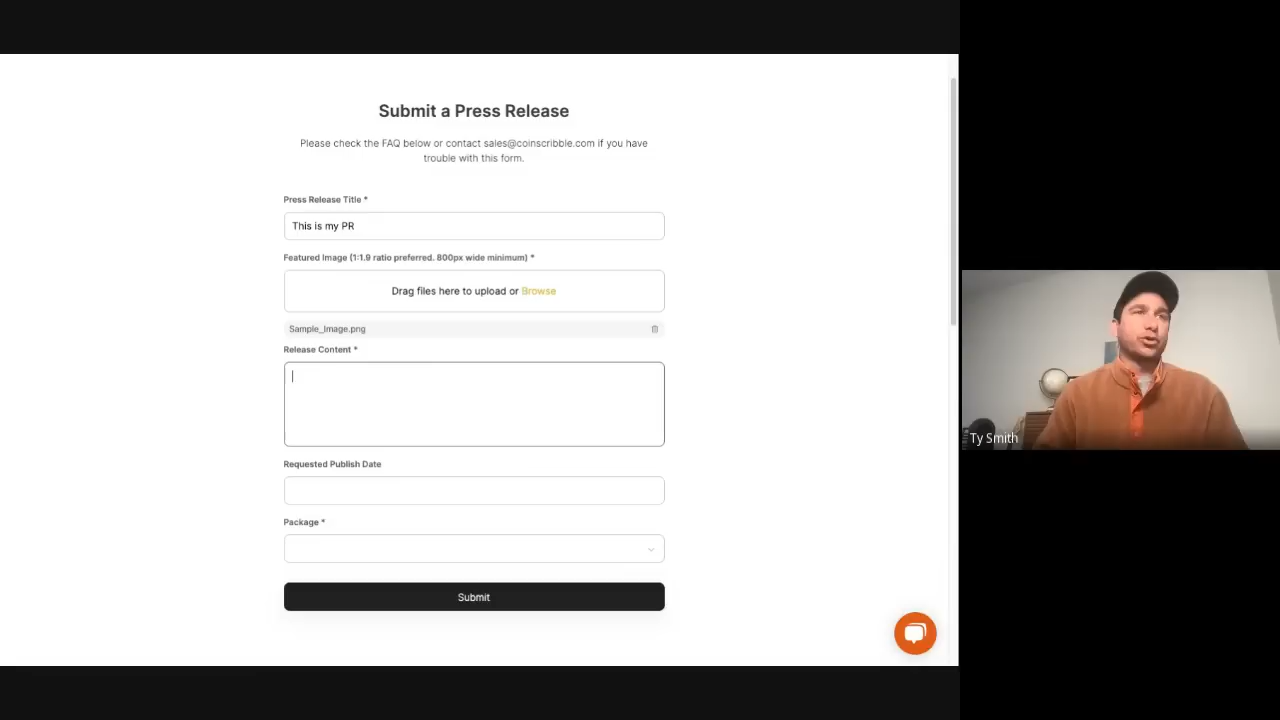 Submit a Press Release
Please check the FAQ below or contact sales@coinscribble.com if you have
trouble with this form.
Press Release Title *
This is my PR
Featured Image (1:1.9 ratio preferred. 800px wide minimum) *
Drag files here to upload or Browse
Sample_Image.png
Release Content *
Requested Publish Date
Package *
Submit
Ty Smith